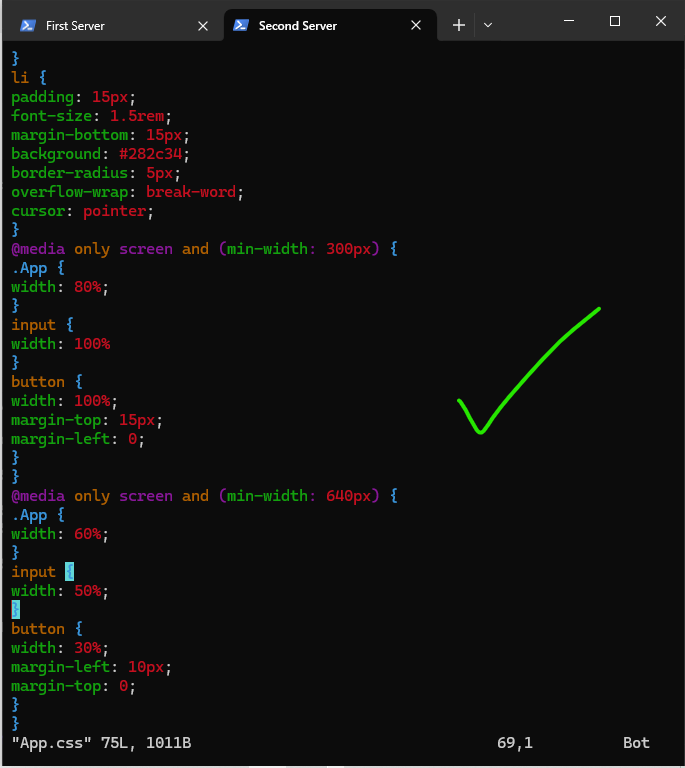 First Server
Second Server
}
li {
padding: 15px;
font-size: 1.5rem;
margin-bottom: 15px;
background: #282c34;
border-radius: 5px;
overflow-wrap: break-word;
cursor: pointer;
}
@media only screen and (min-width: 300px) {
.App {
width: 80%;
}
input {
width: 100%
}
button {
width: 100%;
margin-top: 15px;
margin-left: 0;
}
}
@media only screen and (min-width: 640px) {
.App {
width: 60%;
}
input {
width: 50%;
}
button {
width: 30%;
margin-left: 10px;
margin-top: 0;
}
}
"App.css" 75L, 1011B 69,1 Bot